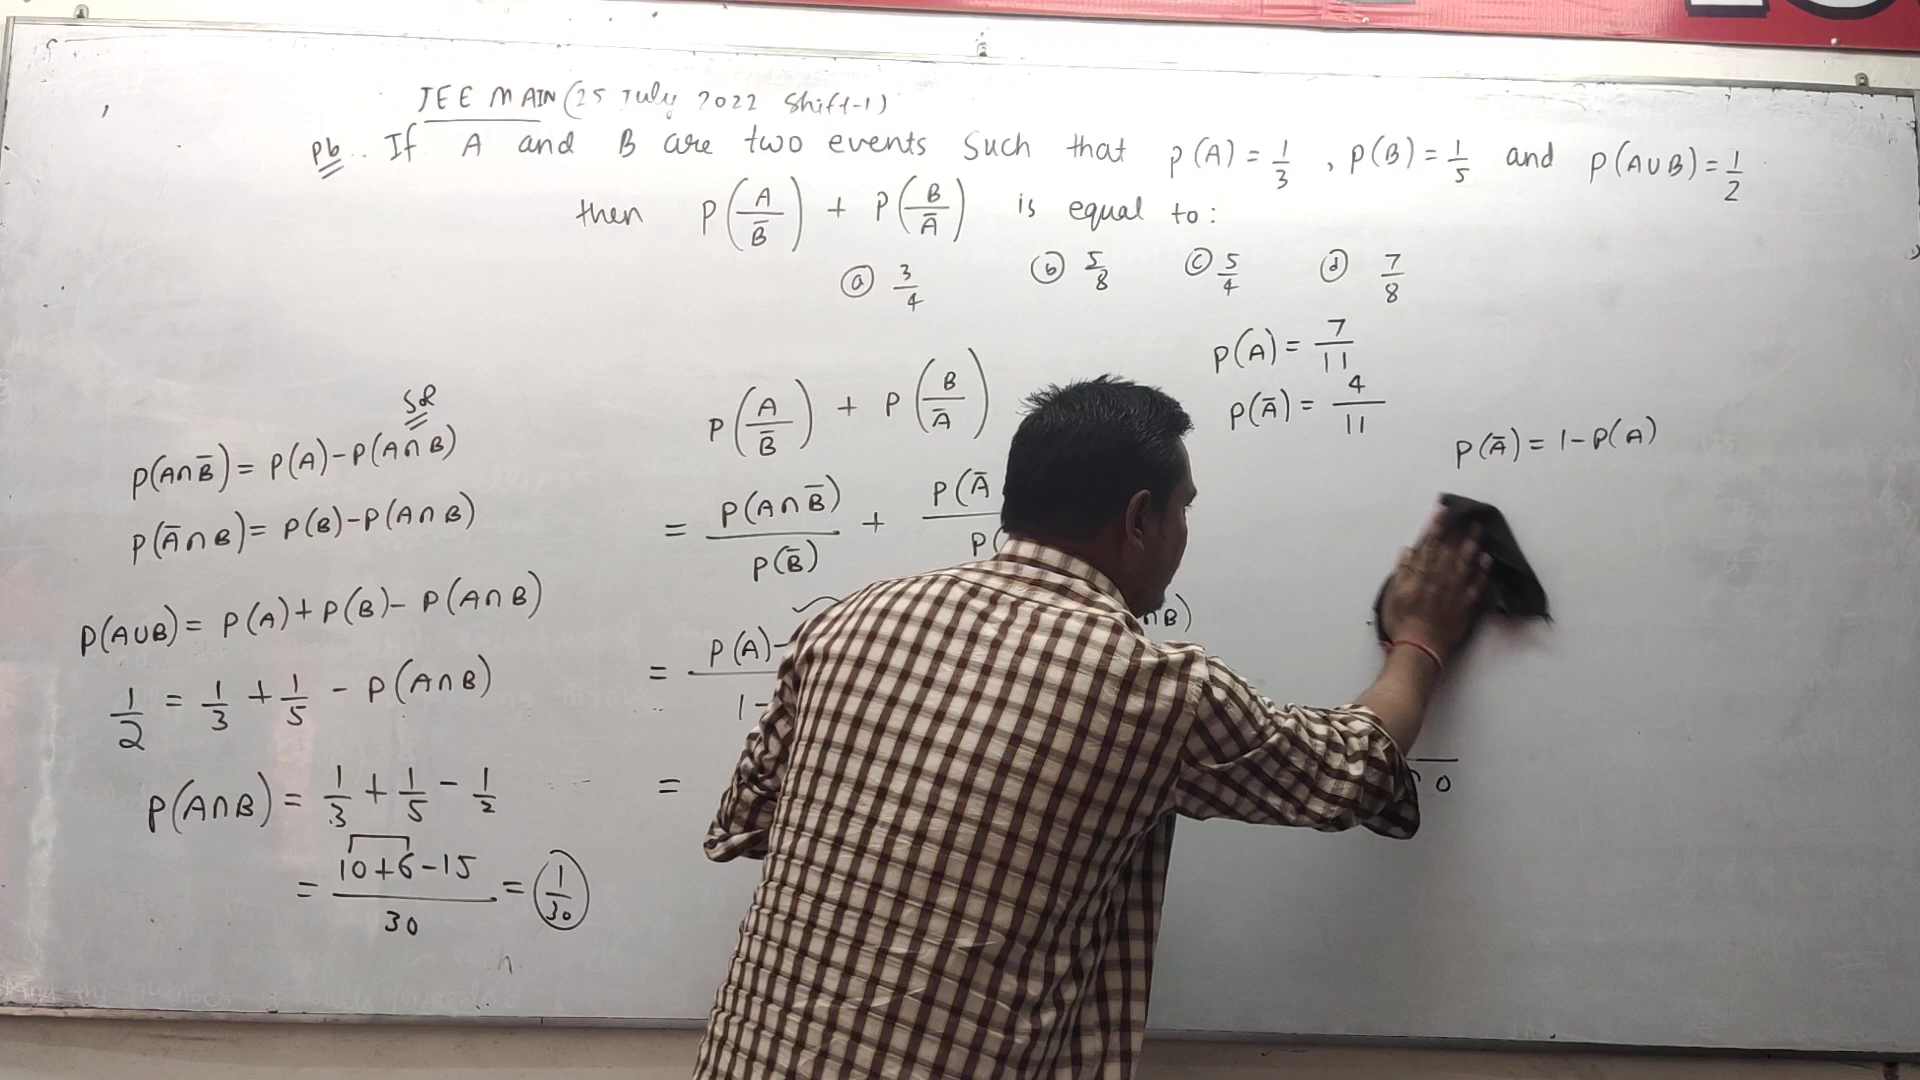 JEE MAIN (25 July 2022 Shift-1)
Pb.. If A and B are two events Such that P(A) = 1/3 , P(B) = 1/5 and P(A∪B) = 1/2
then P(A/B̅) + P(B/A̅) is equal to :
ⓐ 3/4 ⓑ 5/8 ⓒ 5/4 ⓓ 7/8
P(A) = 7/11
P(A̅) = 4/11
P(A̅) = 1-P(A)
SR
P(A∩B̅) = P(A)-P(A∩B)
P(A̅∩B) = P(B)-P(A∩B)
P(A∪B) = P(A)+P(B)- P(A∩B)
1/2 = 1/3 + 1/5 - P(A∩B)
P(A∩B) = 1/3 + 1/5 - 1/2
= (10+6-15)/30 = 1/30
P(A/B̅) + P(B/A̅)
= P(A∩B̅)/P(B̅) + P(A̅
P(
= P(A)-
∩B)
1-
=
0